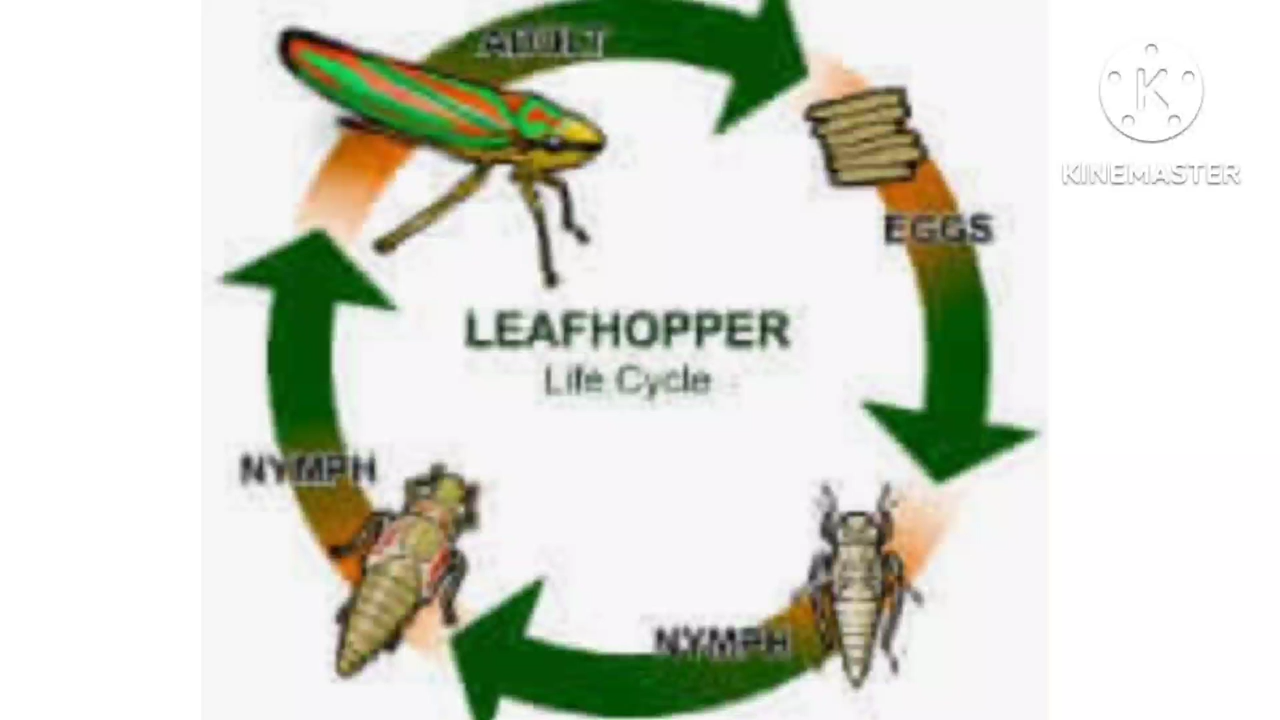 ADULT
KINEMASTER
EGGS
LEAFHOPPER
Life Cycle
NYMPH
NYMPH